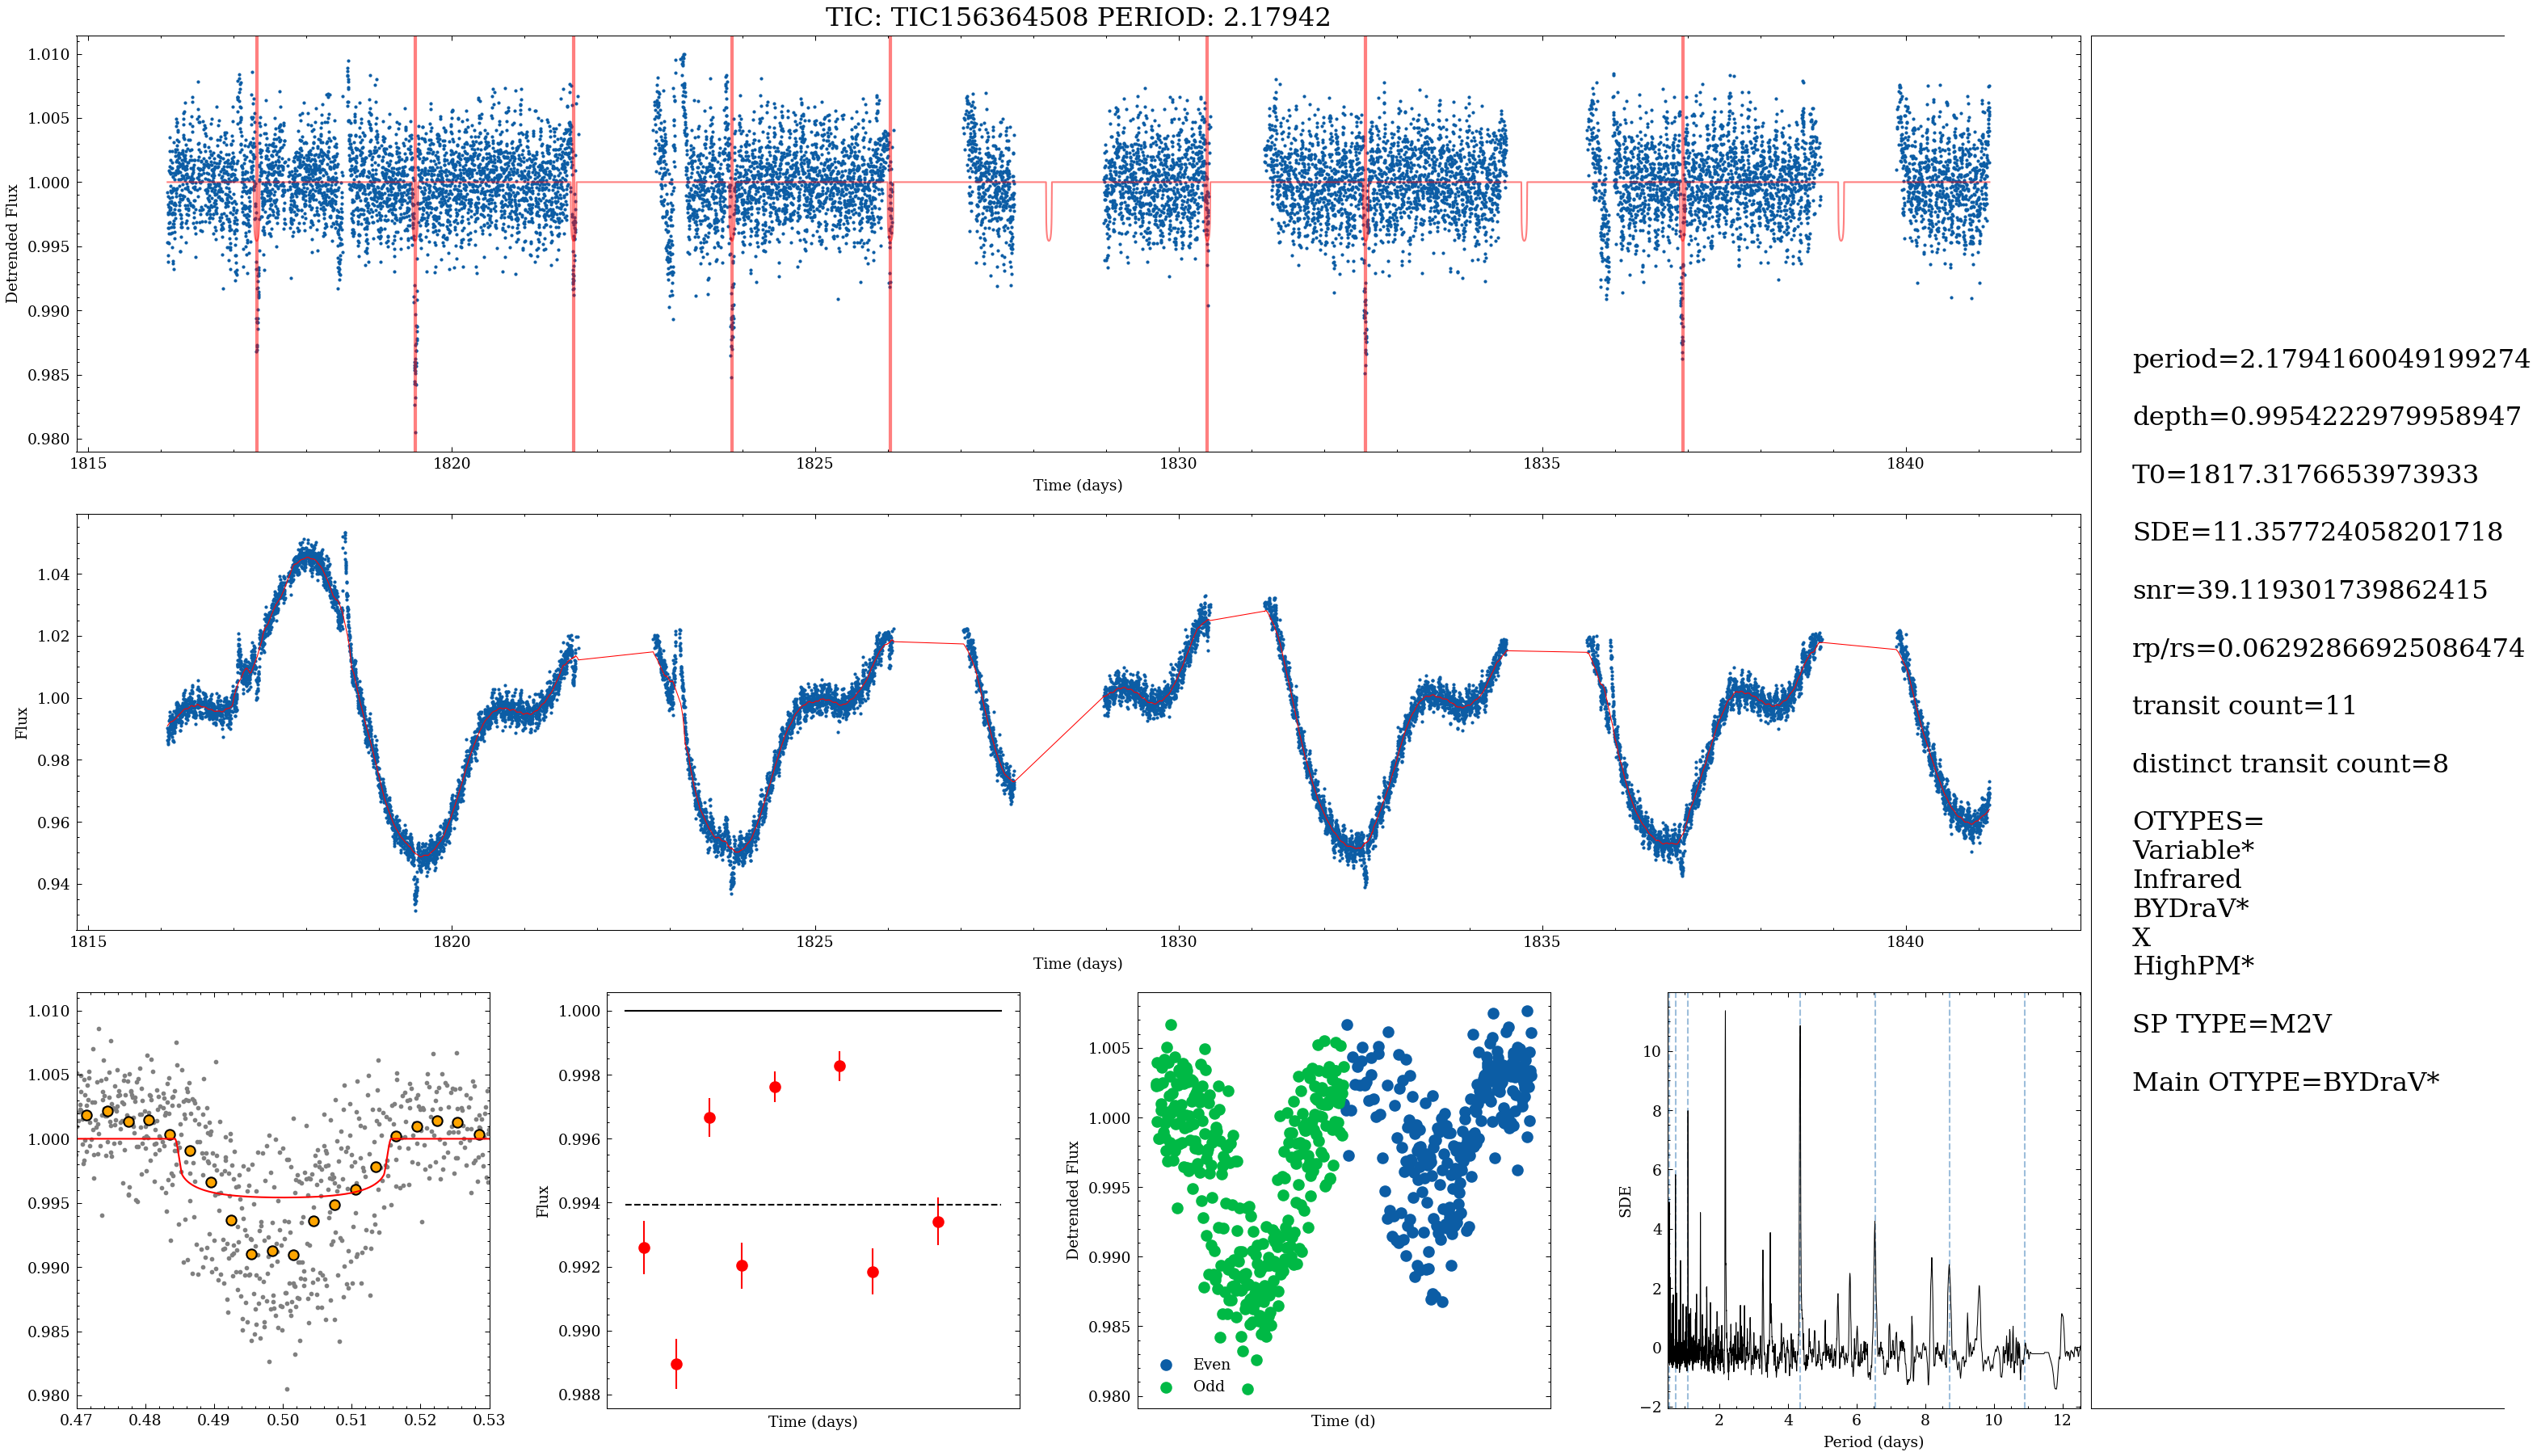 TIC: TIC156364508 PERIOD: 2.17942
Detrended Flux
1.010
1.005
1.000
0.995
0.990
0.985
0.980
1815
1820
1825
1830
1835
1840
Time (days)
Flux
1.04
1.02
1.00
0.98
0.96
0.94
1815
1820
1825
1830
1835
1840
Time (days)
1.010
1.005
1.000
0.995
0.990
0.985
0.980
0.47
0.48
0.49
0.50
0.51
0.52
0.53
Flux
1.000
0.998
0.996
0.994
0.992
0.990
0.988
Time (days)
Detrended Flux
1.005
1.000
0.995
0.990
0.985
0.980
Even
Odd
Time (d)
SDE
10
8
6
4
2
0
−2
2
4
6
8
10
12
Period (days)
period=2.1794160049199274
depth=0.9954222979958947
T0=1817.3176653973933
SDE=11.357724058201718
snr=39.119301739862415
rp/rs=0.06292866925086474
transit count=11
distinct transit count=8
OTYPES=
Variable*
Infrared
BYDraV*
X
HighPM*
SP TYPE=M2V
Main OTYPE=BYDraV*